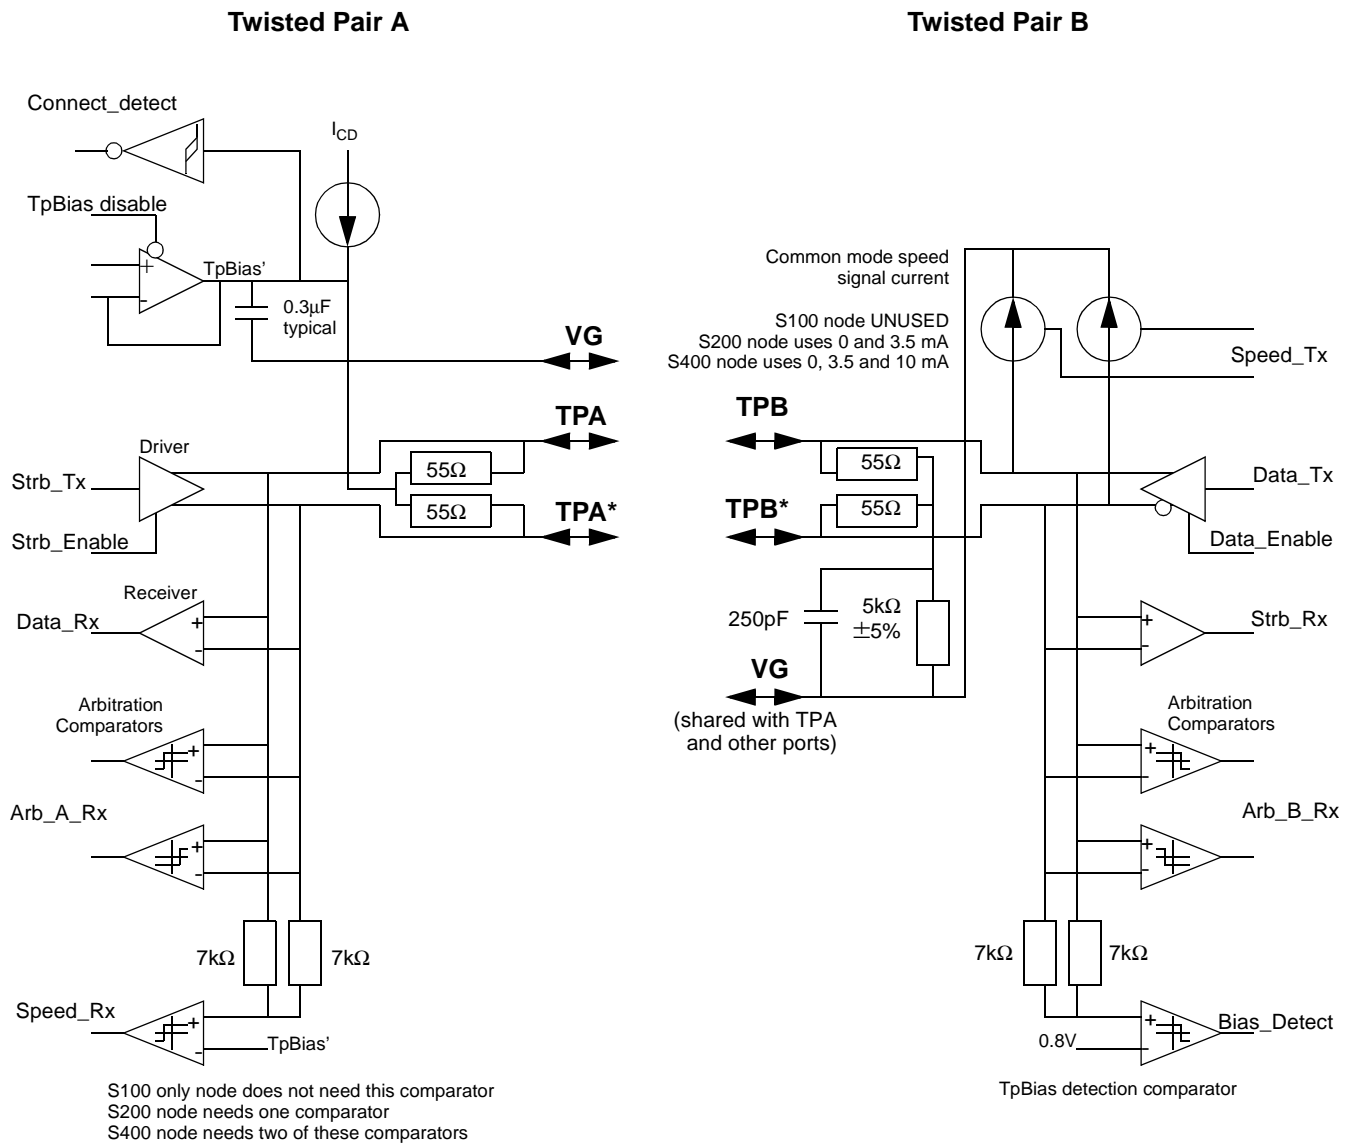 Twisted Pair A
Twisted Pair B
Connect_detect
ICD
TpBias disable
+
-
TpBias'
0.3µF
typical
VG
Common mode speed
signal current
S100 node UNUSED
S200 node uses 0 and 3.5 mA
S400 node uses 0, 3.5 and 10 mA
Speed_Tx
TPA
TPB
Driver
Strb_Tx
55Ω
55Ω
TPA*
Strb_Enable
55Ω
55Ω
TPB*
Data_Tx
Data_Enable
Receiver
Data_Rx
+
-
250pF
5kΩ
±5%
VG
(shared with TPA
and other ports)
+
-
Strb_Rx
Arbitration
Comparators
+
-
Arb_A_Rx
+
-
Arbitration
Comparators
+
-
Arb_B_Rx
+
-
7kΩ
7kΩ
7kΩ
7kΩ
Speed_Rx
+
-
TpBias'
0.8V
+
-
Bias_Detect
S100 only node does not need this comparator
S200 node needs one comparator
S400 node needs two of these comparators
TpBias detection comparator